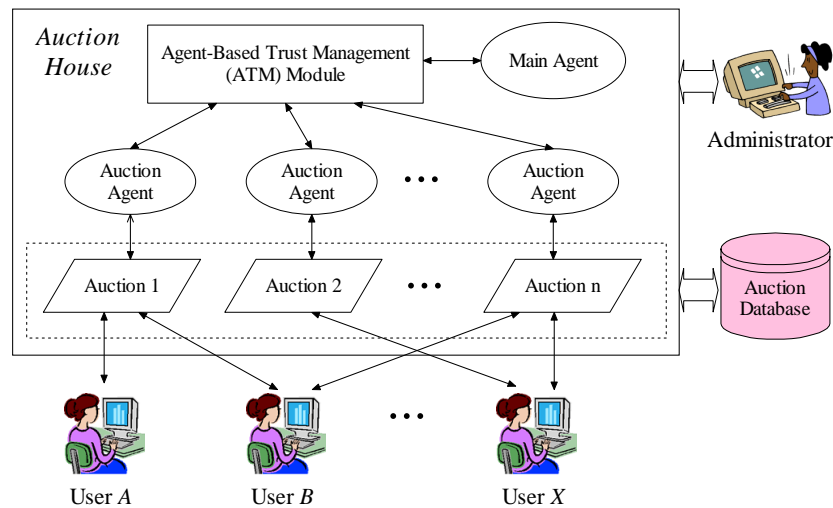 Auction
House
Agent-Based Trust Management
(ATM) Module
Main Agent
Administrator
Auction
Agent
Auction
Agent
Auction
Agent
Auction 1
Auction 2
Auction n
Auction
Database
User A
User B
User X